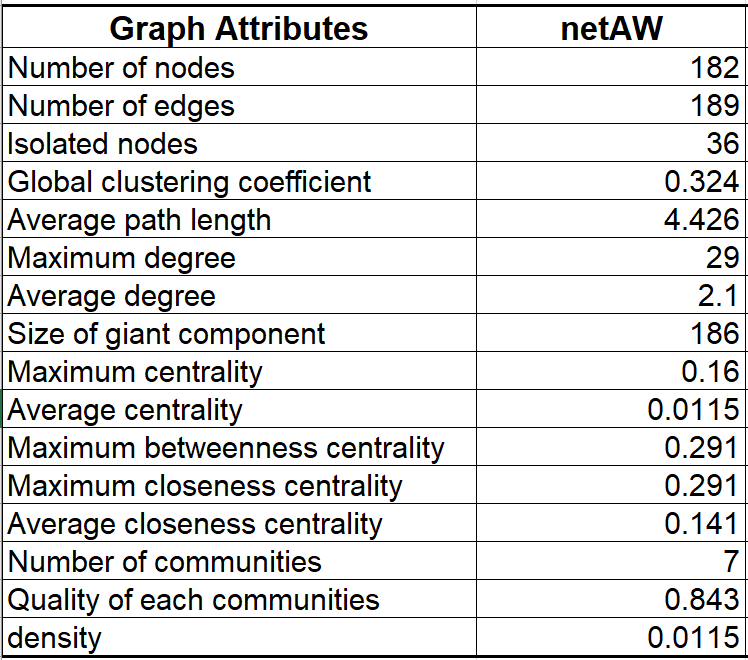 Graph Attributes netAW
Number of nodes 182
Number of edges 189
Isolated nodes 36
Global clustering coefficient 0.324
Average path length 4.426
Maximum degree 29
Average degree 2.1
Size of giant component 186
Maximum centrality 0.16
Average centrality 0.0115
Maximum betweenness centrality 0.291
Maximum closeness centrality 0.291
Average closeness centrality 0.141
Number of communities 7
Quality of each communities 0.843
density 0.0115